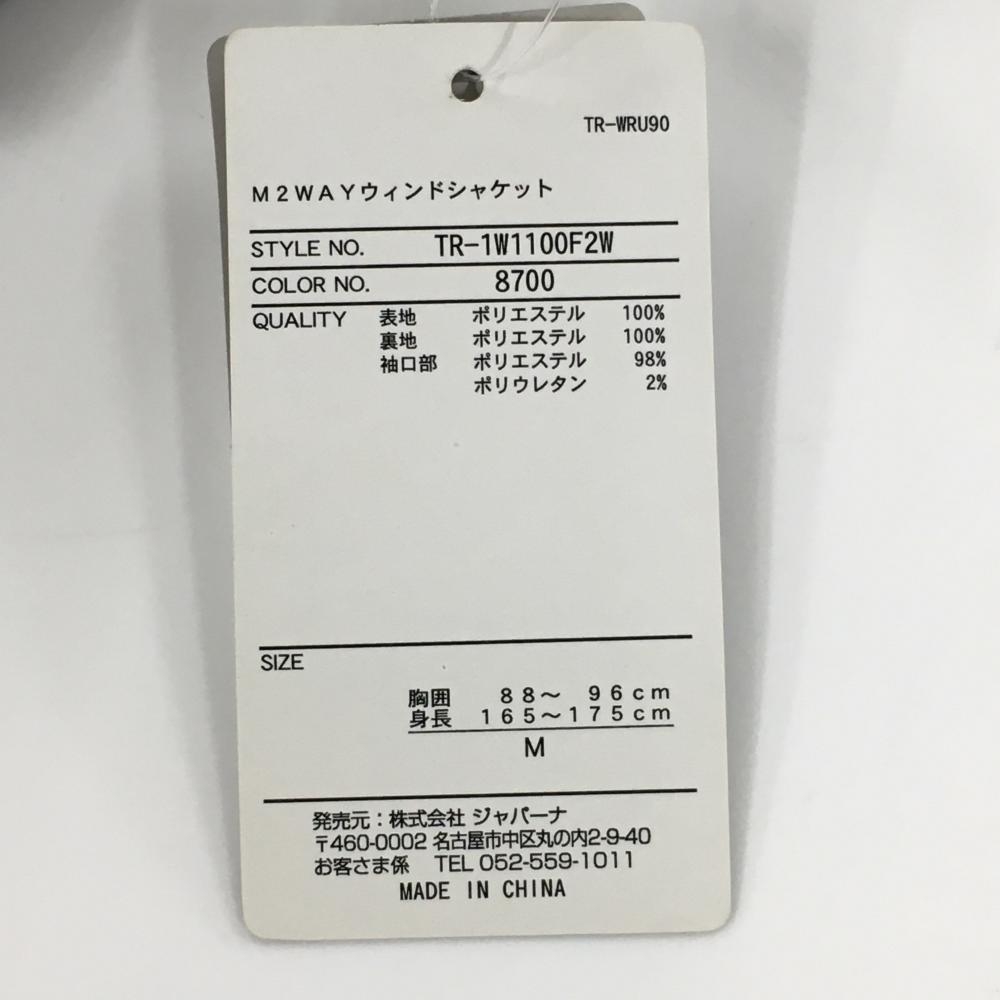 TR-WRU90
M2WAYウィンドシャケット
STYLE NO. TR-1W1100F2W
COLOR NO. 8700
QUALITY 表地 ポリエステル 100%
裏地 ポリエステル 100%
袖口部 ポリエステル 98%
ポリウレタン 2%
SIZE
胸囲 88～ 96cm
身長 165～175cm
M
発売元：株式会社 ジャパーナ
〒460-0002 名古屋市中区丸の内2-9-40
お客さま係 TEL 052-559-1011
MADE IN CHINA